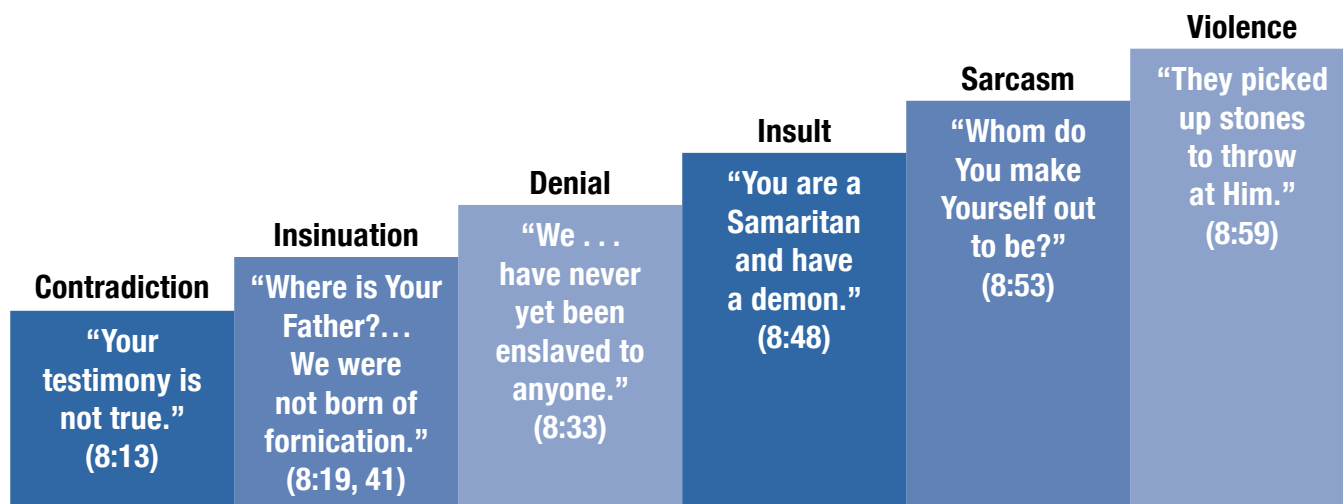 Contradiction
“Your
testimony is
not true.”
(8:13)
Insinuation
“Where is Your
Father?...
We were
not born of
fornication.”
(8:19, 41)
Denial
“We . . .
have never
yet been
enslaved to
anyone.”
(8:33)
Insult
“You are a
Samaritan
and have
a demon.”
(8:48)
Sarcasm
“Whom do
You make
Yourself out
to be?”
(8:53)
Violence
“They picked
up stones
to throw
at Him.”
(8:59)